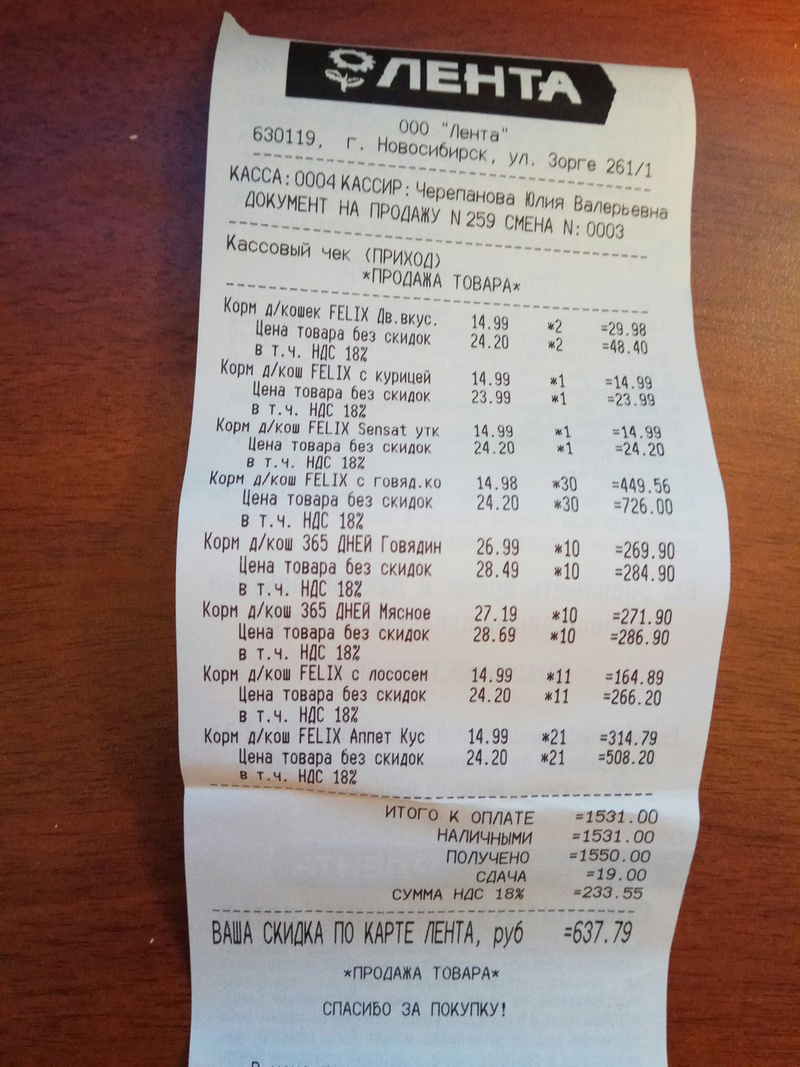 ЛЕНТА
ООО "Лента"
630119, г. Новосибирск, ул. Зорге 261/1
КАССА:0004 КАССИР: Черепанова Юлия Валерьевна
ДОКУМЕНТ НА ПРОДАЖУ N 259 СМЕНА N: 0003
Кассовый чек (ПРИХОД)
*ПРОДАЖА ТОВАРА*
Корм д/кошек FELIX Дв.вкус. 14.99 *2 =29.98
Цена товара без скидок 24.20 *2 =48.40
в т.ч. НДС 18%
Корм д/кош FELIX с курицей 14.99 *1 =14.99
Цена товара без скидок 23.99 *1 =23.99
в т.ч. НДС 18%
Корм д/кош FELIX Sensat утк 14.99 *1 =14.99
Цена товара без скидок 24.20 *1 =24.20
в т.ч. НДС 18%
Корм д/кош FELIX с говяд.ко 14.98 *30 =449.56
Цена товара без скидок 24.20 *30 =726.00
в т.ч. НДС 18%
Корм д/кош 365 ДНЕЙ Говядин 26.99 *10 =269.90
Цена товара без скидок 28.49 *10 =284.90
в т.ч. НДС 18%
Корм д/кош 365 ДНЕЙ Мясное 27.19 *10 =271.90
Цена товара без скидок 28.69 *10 =286.90
в т.ч. НДС 18%
Корм д/кош FELIX с лососем 14.99 *11 =164.89
Цена товара без скидок 24.20 *11 =266.20
в т.ч. НДС 18%
Корм д/кош FELIX Аппет Кус 14.99 *21 =314.79
Цена товара без скидок 24.20 *21 =508.20
в т.ч. НДС 18%
ИТОГО К ОПЛАТЕ =1531.00
НАЛИЧНЫМИ =1531.00
ПОЛУЧЕНО =1550.00
СДАЧА =19.00
СУММА НДС 18% =233.55
ВАША СКИДКА ПО КАРТЕ ЛЕНТА, руб =637.79
*ПРОДАЖА ТОВАРА*
СПАСИБО ЗА ПОКУПКУ!